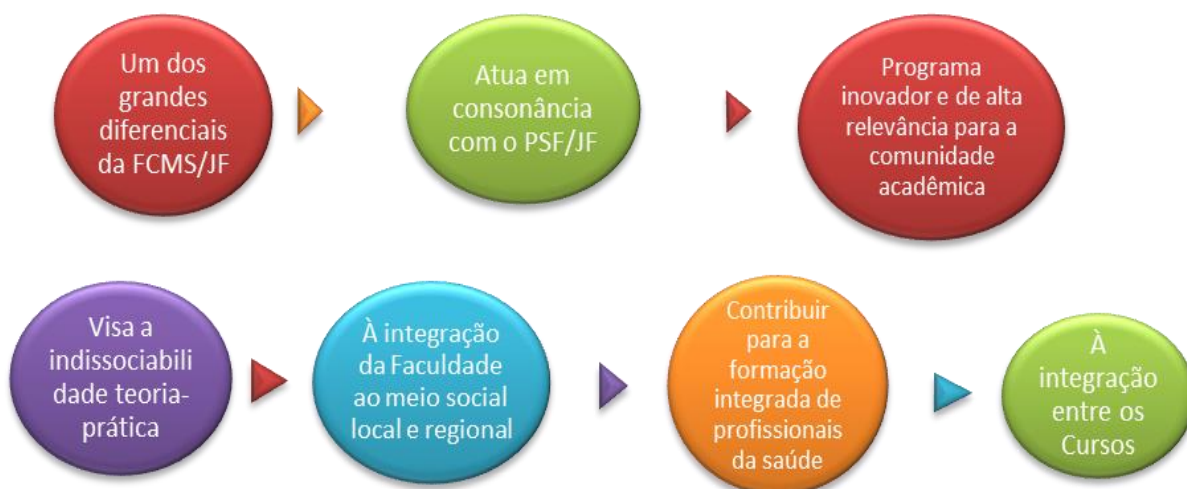 Um dos
grandes
diferenciais
da FCMS/JF
Atua em
consonância
com o PSF/JF
Programa
inovador e de alta
relevância para a
comunidade
acadêmica
Visa a
indissociabili
dade teoria-
prática
À integração
da Faculdade
ao meio social
local e regional
Contribuir
para a
formação
integrada de
profissionais
da saúde
À
integração
entre os
Cursos